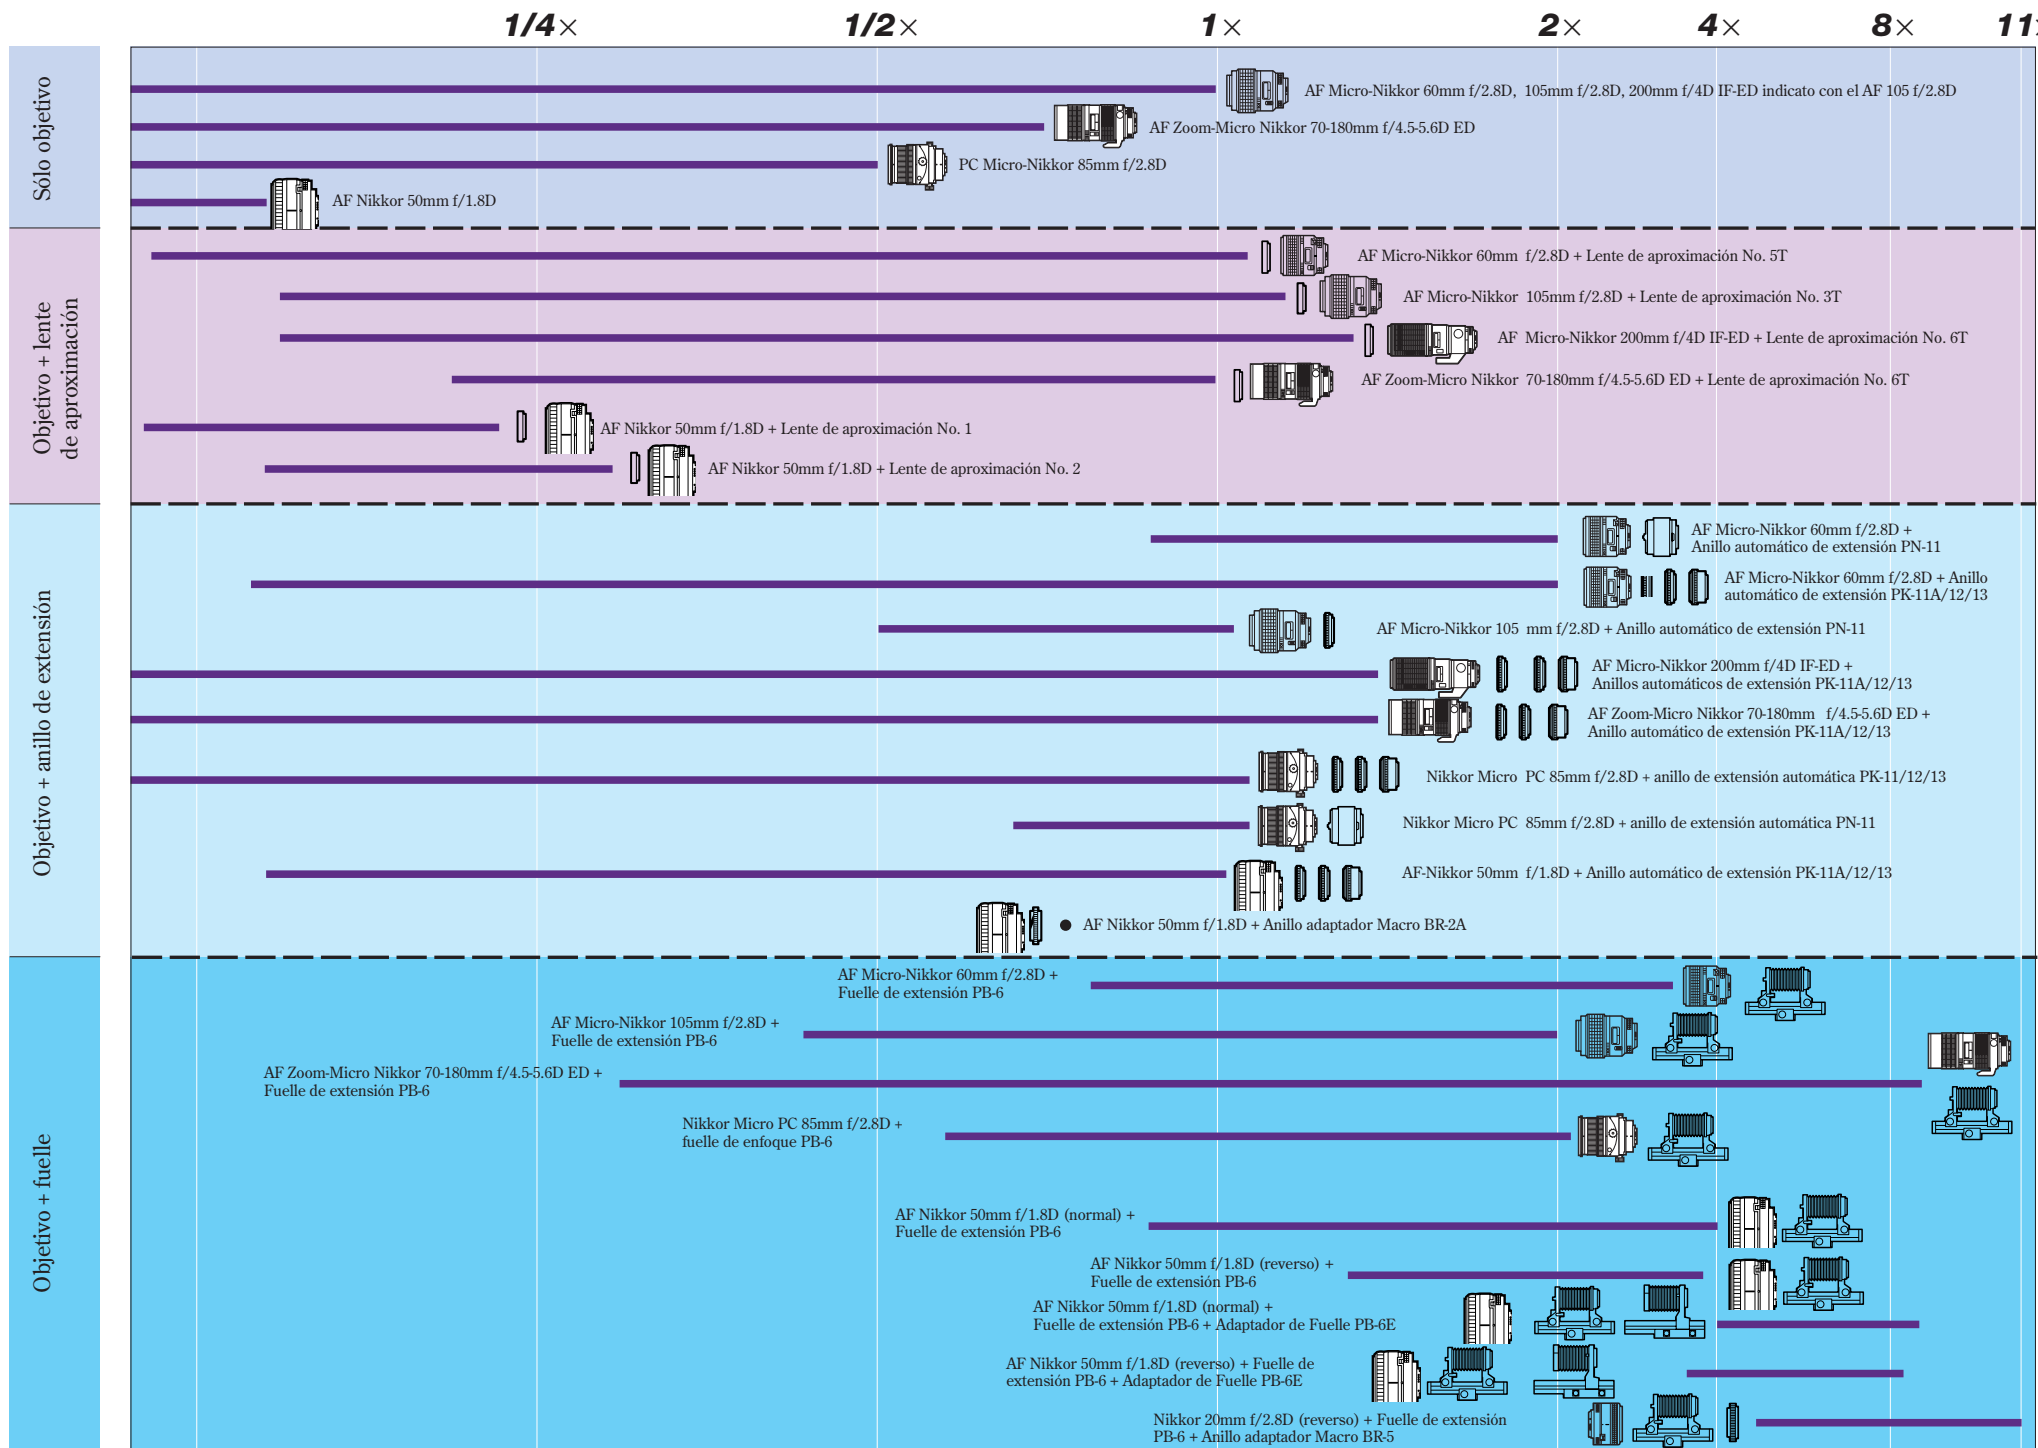 1/4× 1/2× 1× 2× 4× 8× 11
Sólo objetivo
AF Micro-Nikkor 60mm f/2.8D, 105mm f/2.8D, 200mm f/4D IF-ED indicato con el AF 105 f/2.8D
AF Zoom-Micro Nikkor 70-180mm f/4.5-5.6D ED
PC Micro-Nikkor 85mm f/2.8D
AF Nikkor 50mm f/1.8D
Objetivo + lente
de aproximación
AF Micro-Nikkor 60mm f/2.8D + Lente de aproximación No. 5T
AF Micro-Nikkor 105mm f/2.8D + Lente de aproximación No. 3T
AF Micro-Nikkor 200mm f/4D IF-ED + Lente de aproximación No. 6T
AF Zoom-Micro Nikkor 70-180mm f/4.5-5.6D ED + Lente de aproximación No. 6T
AF Nikkor 50mm f/1.8D + Lente de aproximación No. 1
AF Nikkor 50mm f/1.8D + Lente de aproximación No. 2
Objetivo + anillo de extensión
AF Micro-Nikkor 60mm f/2.8D +
Anillo automático de extensión PN-11
AF Micro-Nikkor 60mm f/2.8D + Anillo
automático de extensión PK-11A/12/13
AF Micro-Nikkor 105 mm f/2.8D + Anillo automático de extensión PN-11
AF Micro-Nikkor 200mm f/4D IF-ED +
Anillos automáticos de extensión PK-11A/12/13
AF Zoom-Micro Nikkor 70-180mm f/4.5-5.6D ED +
Anillo automático de extensión PK-11A/12/13
Nikkor Micro PC 85mm f/2.8D + anillo de extensión automática PK-11/12/13
Nikkor Micro PC 85mm f/2.8D + anillo de extensión automática PN-11
AF-Nikkor 50mm f/1.8D + Anillo automático de extensión PK-11A/12/13
● AF Nikkor 50mm f/1.8D + Anillo adaptador Macro BR-2A
Objetivo + fuelle
AF Micro-Nikkor 60mm f/2.8D +
Fuelle de extensión PB-6
AF Micro-Nikkor 105mm f/2.8D +
Fuelle de extensión PB-6
AF Zoom-Micro Nikkor 70-180mm f/4.5-5.6D ED +
Fuelle de extensión PB-6
Nikkor Micro PC 85mm f/2.8D +
fuelle de enfoque PB-6
AF Nikkor 50mm f/1.8D (normal) +
Fuelle de extensión PB-6
AF Nikkor 50mm f/1.8D (reverso) +
Fuelle de extensión PB-6
AF Nikkor 50mm f/1.8D (normal) +
Fuelle de extensión PB-6 + Adaptador de Fuelle PB-6E
AF Nikkor 50mm f/1.8D (reverso) + Fuelle de
extensión PB-6 + Adaptador de Fuelle PB-6E
Nikkor 20mm f/2.8D (reverso) + Fuelle de extensión
PB-6 + Anillo adaptador Macro BR-5